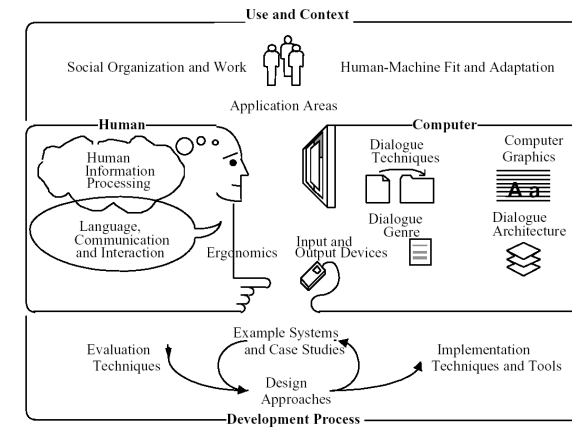 Use and Context
Social Organization and Work
Human-Machine Fit and Adaptation
Application Areas
Human
Human
Information
Processing
Language,
Communication
and Interaction
Ergonomics
Computer
Dialogue
Techniques
Computer
Graphics
Aa
Dialogue
Genre
Dialogue
Architecture
Input and
Output Devices
Example Systems
and Case Studies
Evaluation
Techniques
Implementation
Techniques and Tools
Design
Approaches
Development Process